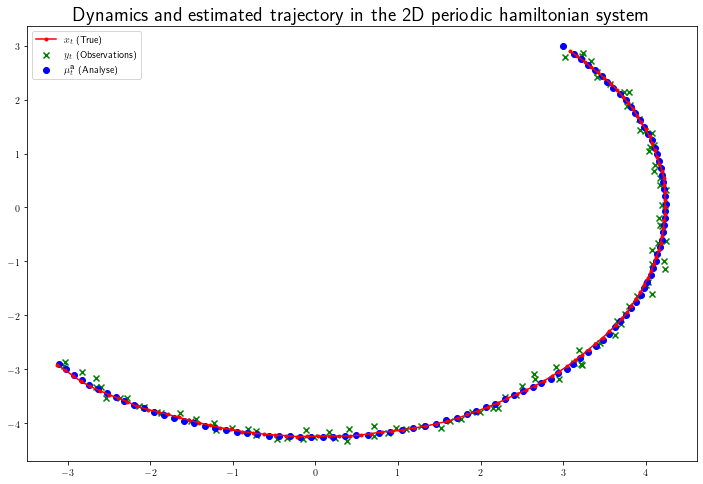 Dynamics and estimated trajectory in the 2D periodic hamiltonian system
x_t (True)
y_t (Observations)
μ_t^a (Analyse)
3
2
1
0
−1
−2
−3
−4
−3 −2 −1 0 1 2 3 4